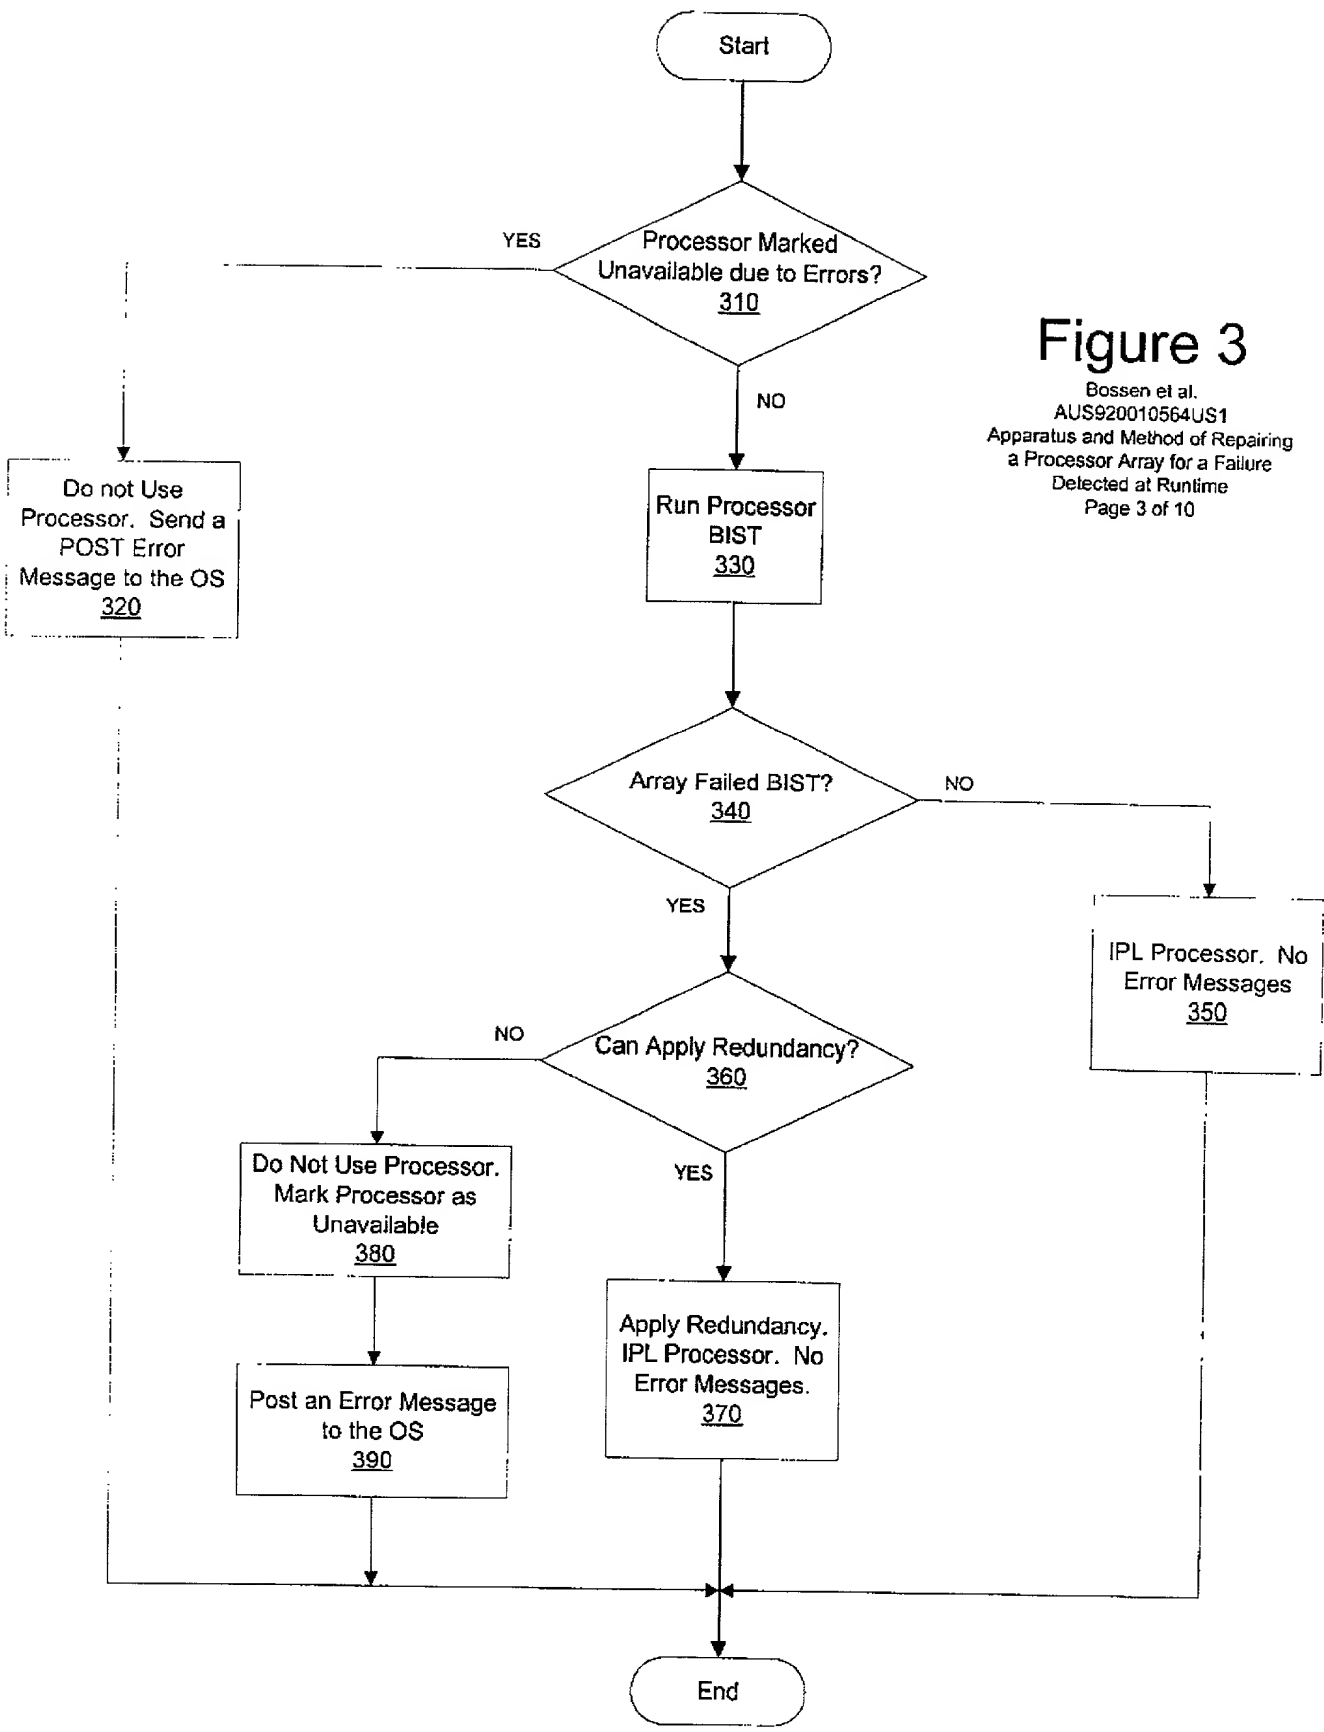 Start
YES
Processor Marked
Unavailable due to Errors?
310
NO
Figure 3
Bossen et al.
AUS920010564US1
Apparatus and Method of Repairing
a Processor Array for a Failure
Detected at Runtime
Page 3 of 10
Do not Use
Processor. Send a
POST Error
Message to the OS
320
Run Processor
BIST
330
Array Failed BIST?
340
NO
YES
IPL Processor. No
Error Messages
350
Can Apply Redundancy?
360
NO
YES
Do Not Use Processor.
Mark Processor as
Unavailable
380
Apply Redundancy.
IPL Processor. No
Error Messages.
370
Post an Error Message
to the OS
390
End